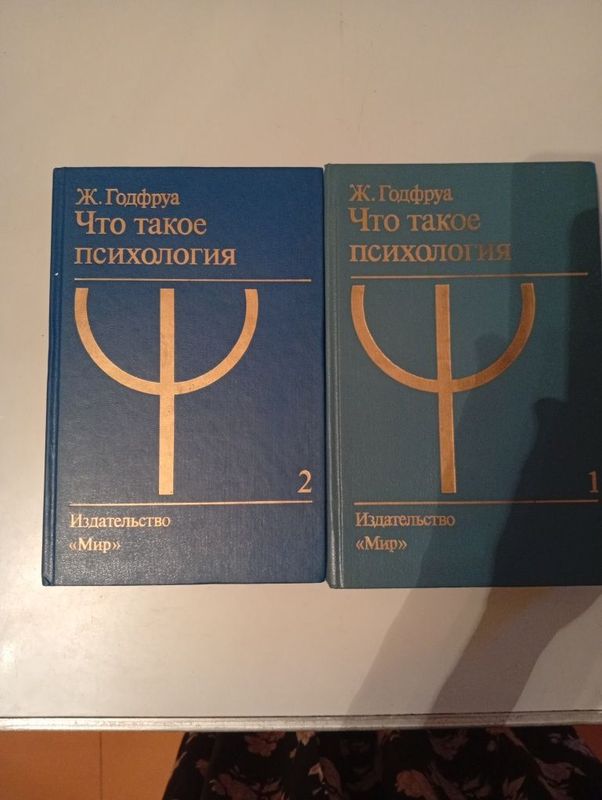 Ж. Годфруа
Что такое
психология
2
Издательство
«Мир»
Ж. Годфруа
Что такое
психология
1
Издательство
«Мир»